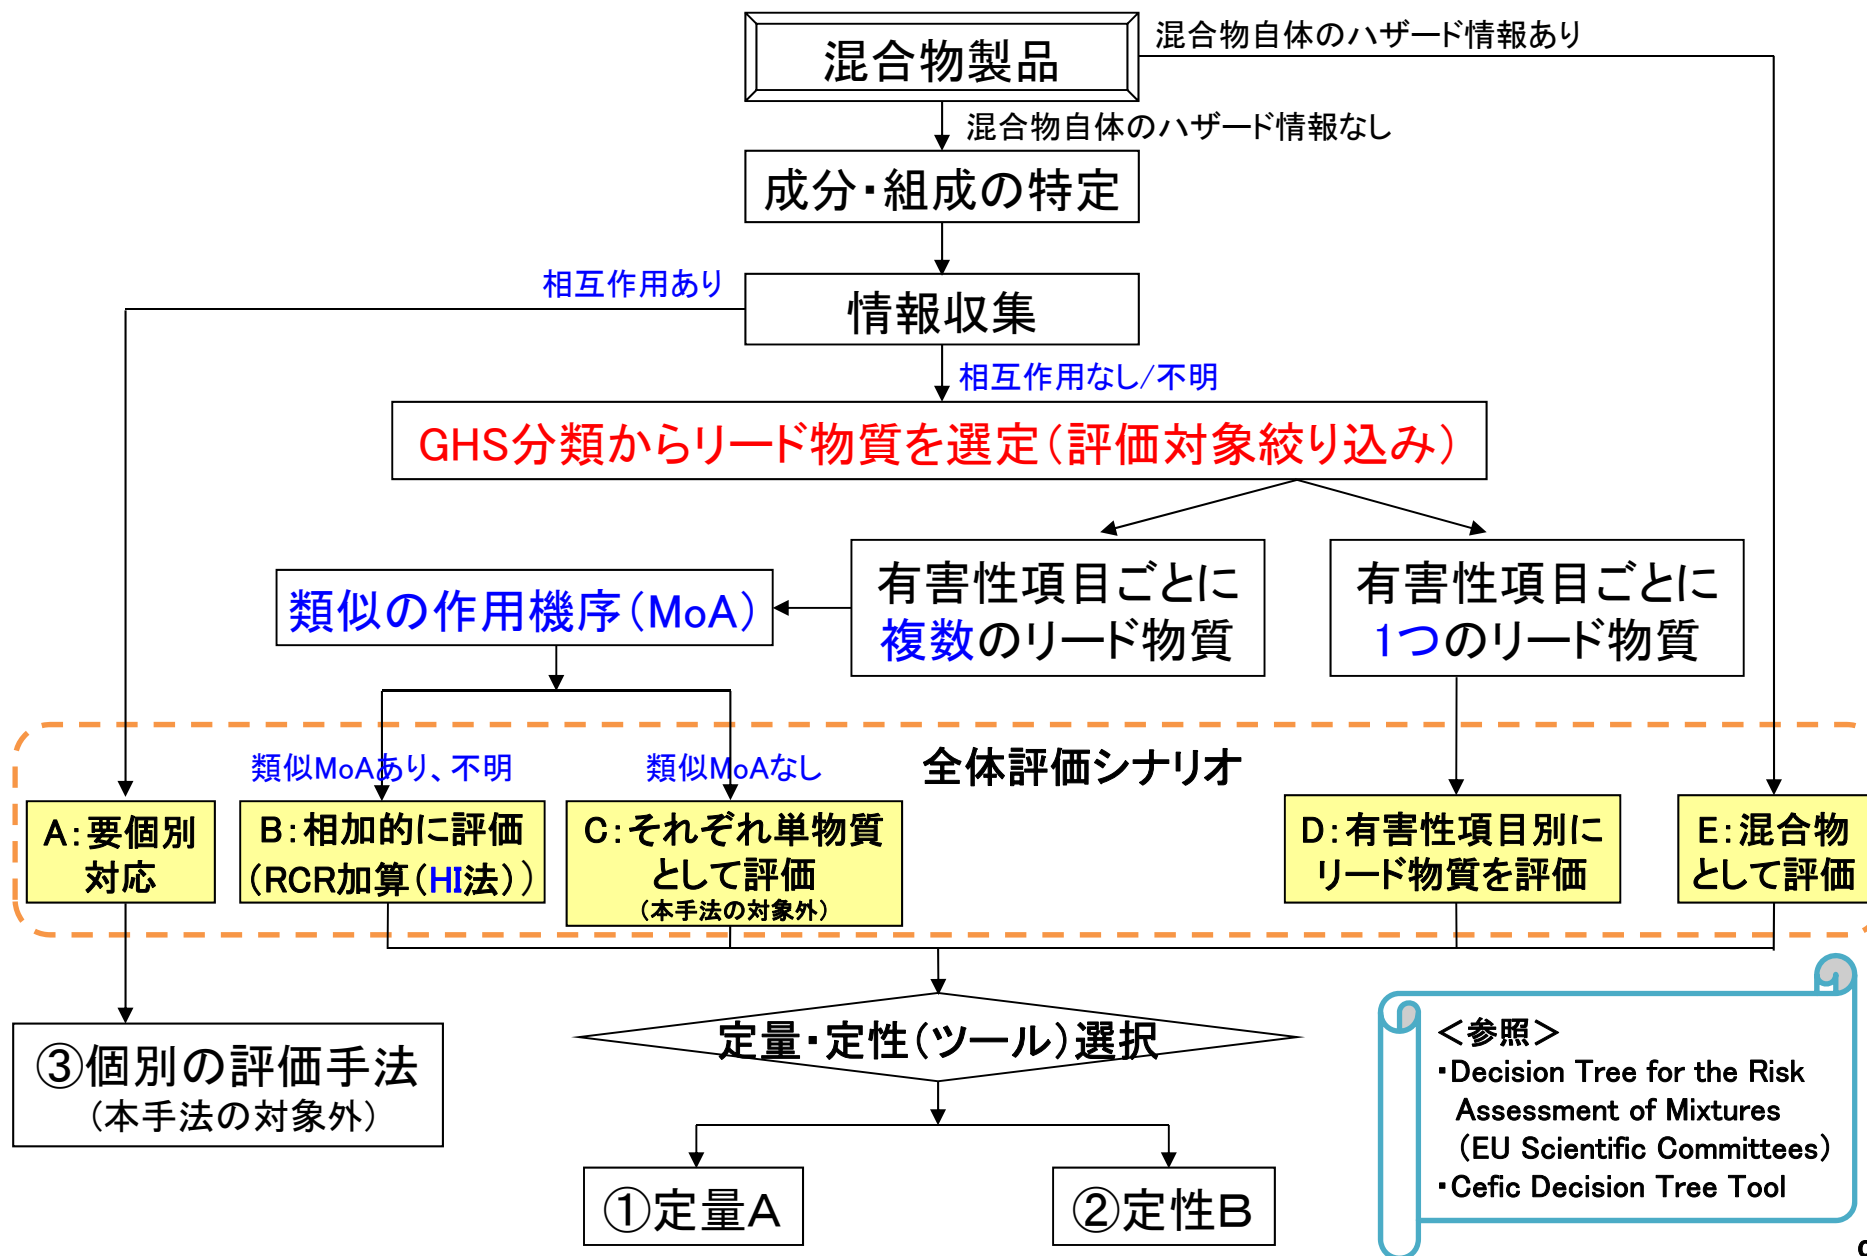 混合物製品
混合物自体のハザード情報あり
混合物自体のハザード情報なし
成分・組成の特定
相互作用あり
情報収集
相互作用なし/不明
GHS分類からリード物質を選定（評価対象絞り込み）
類似の作用機序（MoA）
有害性項目ごとに
複数のリード物質
有害性項目ごとに
1つのリード物質
全体評価シナリオ
類似MoAあり、不明
類似MoAなし
A：要個別
対応
B：相加的に評価
（RCR加算（HI法））
C：それぞれ単物質
として評価
（本手法の対象外）
D：有害性項目別に
リード物質を評価
E：混合物
として評価
定量・定性（ツール）選択
③個別の評価手法
（本手法の対象外）
①定量A
②定性B
＜参照＞
・Decision Tree for the Risk
Assessment of Mixtures
（EU Scientific Committees）
・Cefic Decision Tree Tool